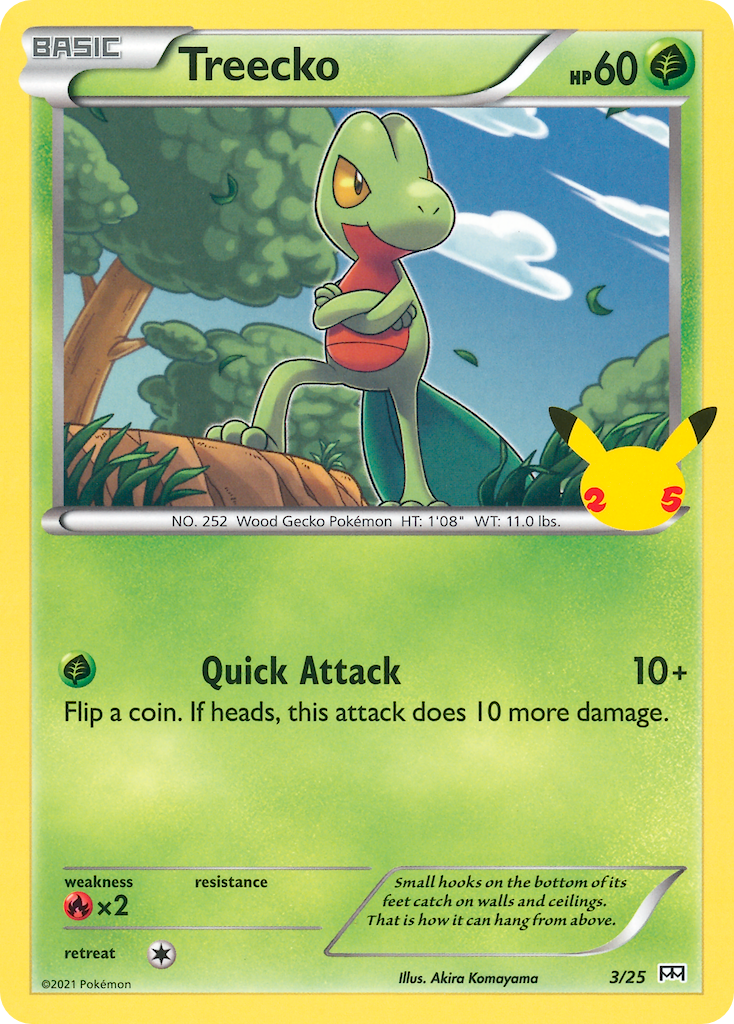 BASIC
Treecko
HP60
25
NO. 252 Wood Gecko Pokémon HT: 1'08" WT: 11.0 lbs.
Quick Attack 10+
Flip a coin. If heads, this attack does 10 more damage.
weakness resistance
×2
retreat
Small hooks on the bottom of its
feet catch on walls and ceilings.
That is how it can hang from above.
©2021 Pokémon
Illus. Akira Komayama
3/25